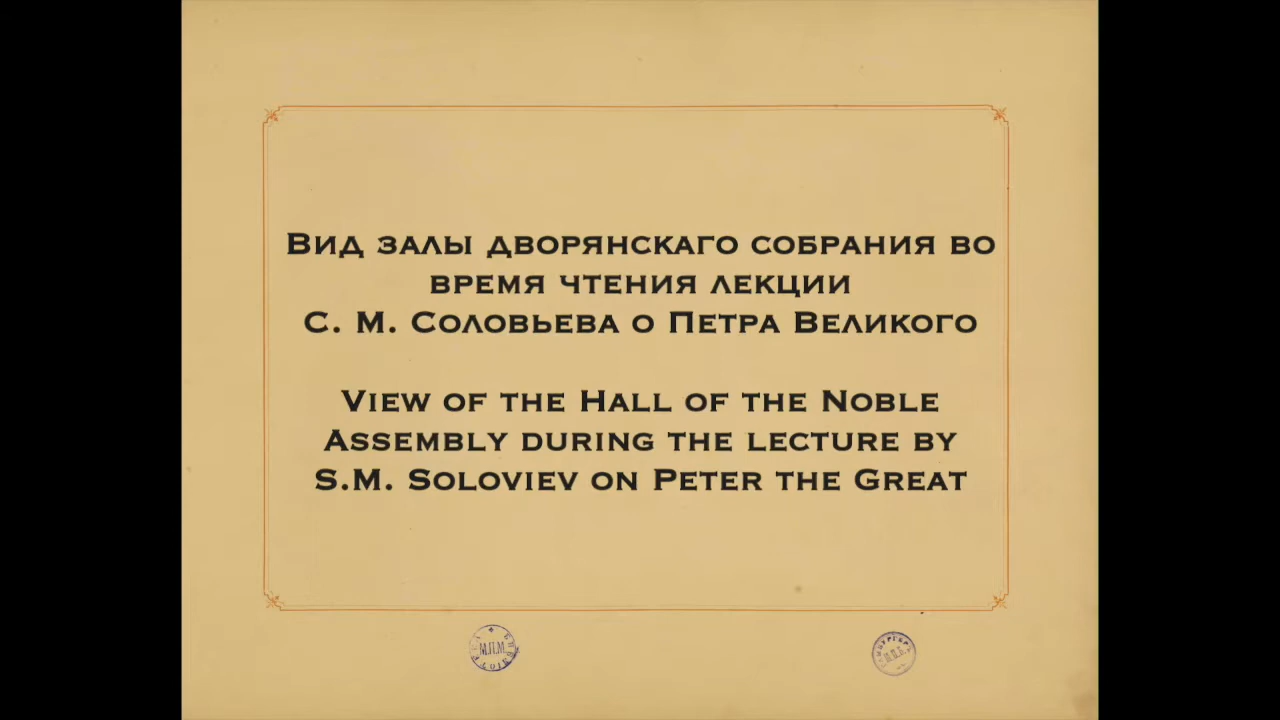 Вид залы дворянскаго собрания во
время чтения лекции
С. М. Соловьева о Петра Великого
View of the Hall of the Noble
Assembly during the lecture by
S.M. Soloviev on Peter the Great
М.П.М.